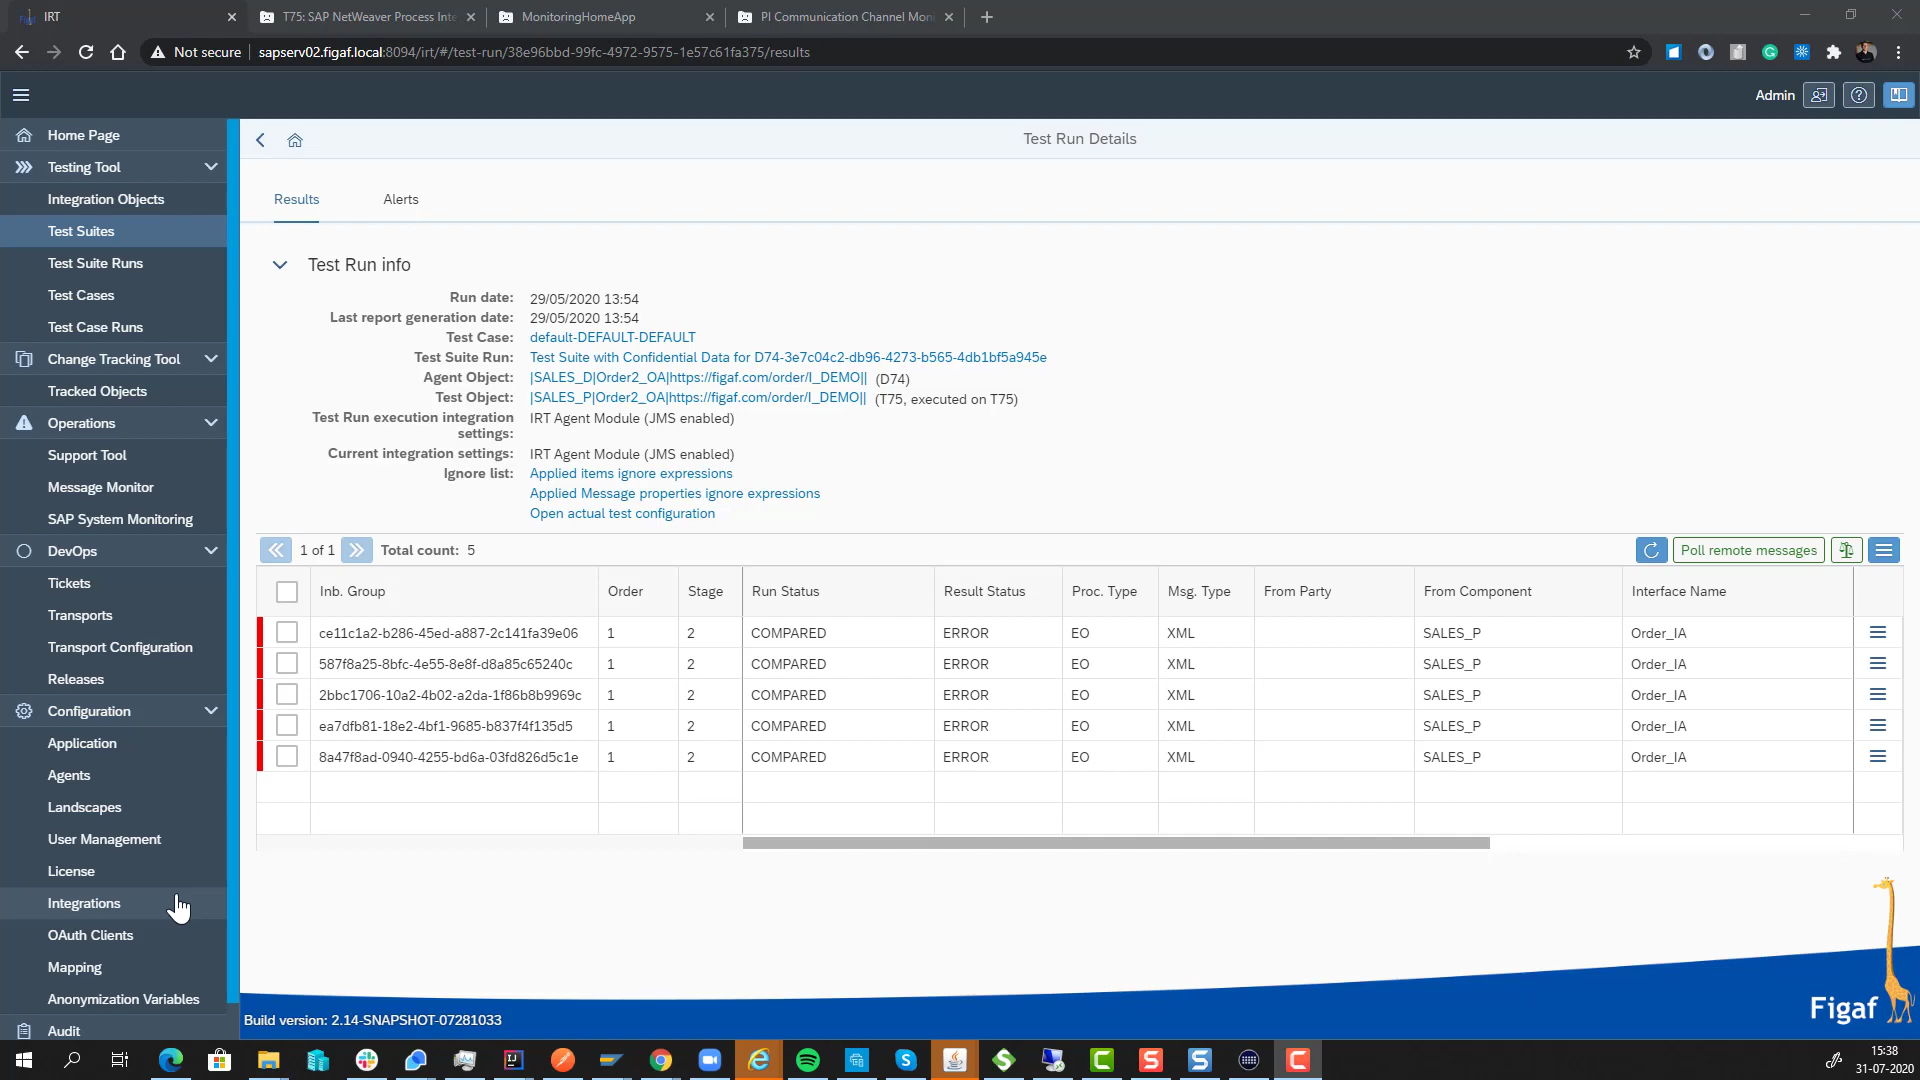 IRT
T75: SAP NetWeaver Process Inte
MonitoringHomeApp
PI Communication Channel Moni
Not secure
sapserv02.figaf.local:8094/irt/#/test-run/38e96bbd-99fc-4972-9575-1e57c61fa375/results
Admin
Home Page
Testing Tool
Integration Objects
Test Suites
Test Suite Runs
Test Cases
Test Case Runs
Change Tracking Tool
Tracked Objects
Operations
Support Tool
Message Monitor
SAP System Monitoring
DevOps
Tickets
Transports
Transport Configuration
Releases
Configuration
Application
Agents
Landscapes
User Management
License
Integrations
OAuth Clients
Mapping
Anonymization Variables
Audit
Test Run Details
Results Alerts
Test Run info
Run date: 29/05/2020 13:54
Last report generation date: 29/05/2020 13:54
Test Case: default-DEFAULT-DEFAULT
Test Suite Run: Test Suite with Confidential Data for D74-3e7c04c2-db96-4273-b565-4db1bf5a945e
Agent Object: |SALES_D|Order2_OA|https://figaf.com/order/I_DEMO|| (D74)
Test Object: |SALES_P|Order2_OA|https://figaf.com/order/I_DEMO|| (T75, executed on T75)
Test Run execution integration settings: IRT Agent Module (JMS enabled)
Current integration settings: IRT Agent Module (JMS enabled)
Ignore list: Applied items ignore expressions
Applied Message properties ignore expressions
Open actual test configuration
1 of 1 Total count: 5 Poll remote messages
Inb. Group Order Stage Run Status Result Status Proc. Type Msg. Type From Party From Component Interface Name
ce11c1a2-b286-45ed-a887-2c141fa39e06 1 2 COMPARED ERROR EO XML SALES_P Order_IA
587f8a25-8bfc-4e55-8e8f-d8a85c65240c 1 2 COMPARED ERROR EO XML SALES_P Order_IA
2bbc1706-10a2-4b02-a2da-1f86b8b9969c 1 2 COMPARED ERROR EO XML SALES_P Order_IA
ea7dfb81-18e2-4bf1-9685-b837f4f135d5 1 2 COMPARED ERROR EO XML SALES_P Order_IA
8a47f8ad-0940-4255-bd6a-03fd826d5c1e 1 2 COMPARED ERROR EO XML SALES_P Order_IA
Figaf
Build version: 2.14-SNAPSHOT-07281033
15:38
31-07-2020